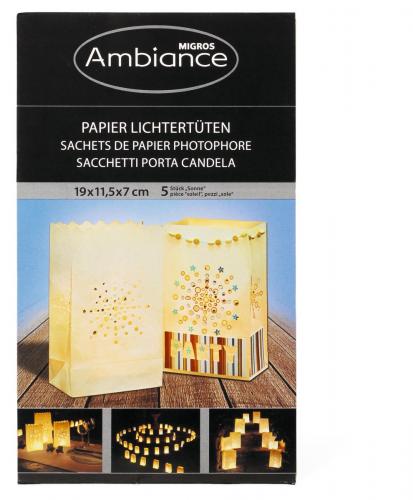 MIGROS
Ambiance
PAPIER LICHTERTÜTEN
SACHETS DE PAPIER PHOTOPHORE
SACCHETTI PORTA CANDELA
19x11,5x7 cm 5 Stück „Sonne“
pièce "soleil", pezzi „sole“
PARTY